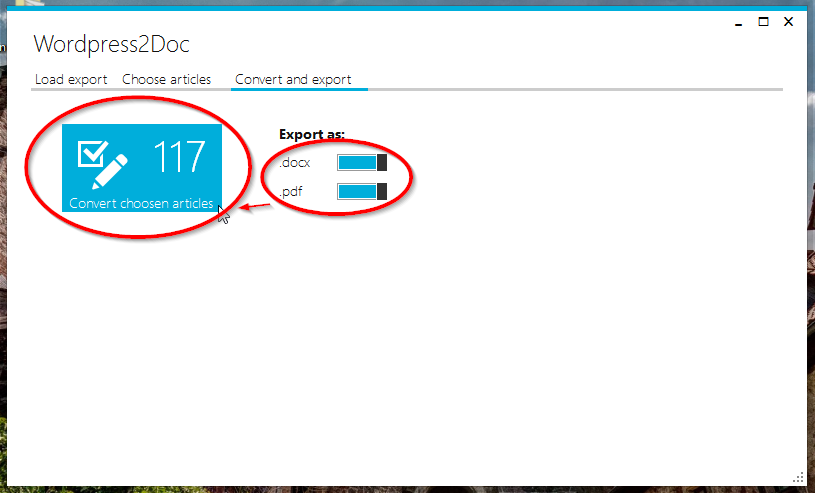 Wordpress2Doc
Load export Choose articles Convert and export
117
Convert choosen articles
Export as:
.docx
.pdf